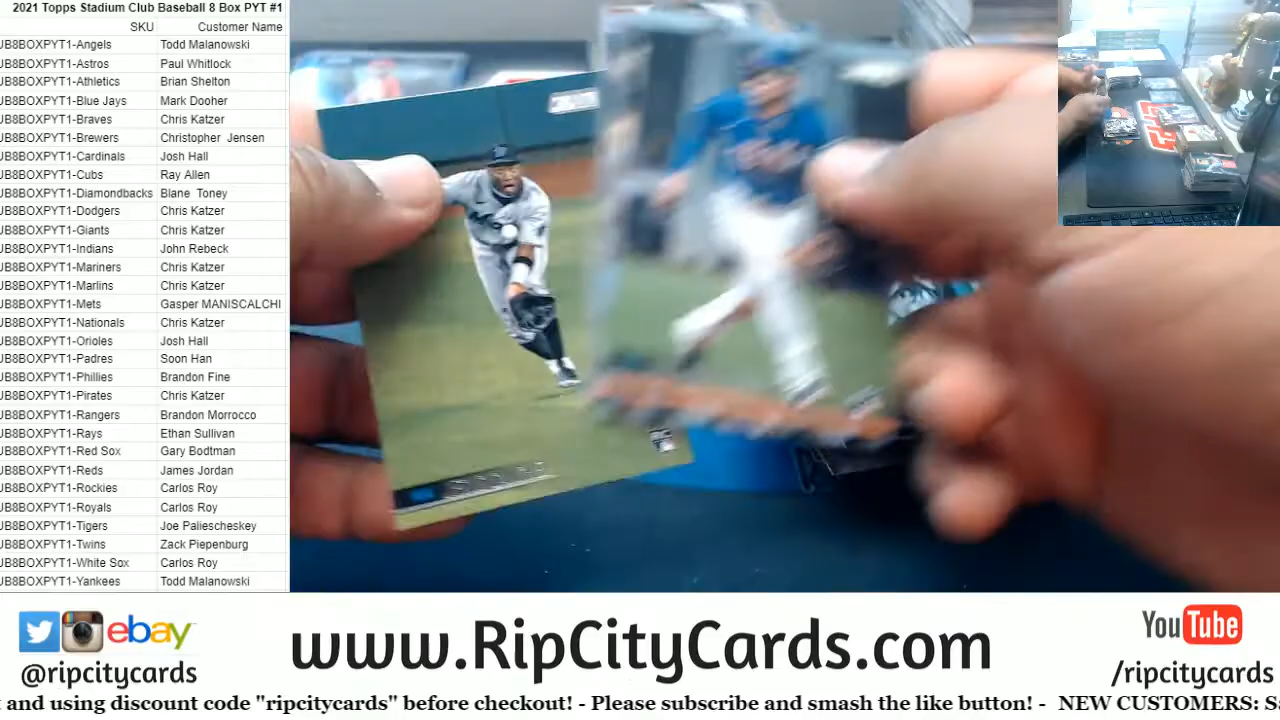 2021 Topps Stadium Club Baseball 8 Box PYT #1
SKU Customer Name
JB8BOXPYT1-Angels Todd Malanowski
JB8BOXPYT1-Astros Paul Whitlock
JB8BOXPYT1-Athletics Brian Shelton
JB8BOXPYT1-Blue Jays Mark Dooher
JB8BOXPYT1-Braves Chris Katzer
JB8BOXPYT1-Brewers Christopher Jensen
JB8BOXPYT1-Cardinals Josh Hall
JB8BOXPYT1-Cubs Ray Allen
JB8BOXPYT1-Diamondbacks Blane Toney
JB8BOXPYT1-Dodgers Chris Katzer
JB8BOXPYT1-Giants Chris Katzer
JB8BOXPYT1-Indians John Rebeck
JB8BOXPYT1-Mariners Chris Katzer
JB8BOXPYT1-Marlins Chris Katzer
JB8BOXPYT1-Mets Gasper MANISCALCHI
JB8BOXPYT1-Nationals Chris Katzer
JB8BOXPYT1-Orioles Josh Hall
JB8BOXPYT1-Padres Soon Han
JB8BOXPYT1-Phillies Brandon Fine
JB8BOXPYT1-Pirates Chris Katzer
JB8BOXPYT1-Rangers Brandon Morrocco
JB8BOXPYT1-Rays Ethan Sullivan
JB8BOXPYT1-Red Sox Gary Bodtman
JB8BOXPYT1-Reds James Jordan
JB8BOXPYT1-Rockies Carlos Roy
JB8BOXPYT1-Royals Carlos Roy
JB8BOXPYT1-Tigers Joe Paliescheskey
JB8BOXPYT1-Twins Zack Piepenburg
JB8BOXPYT1-White Sox Carlos Roy
JB8BOXPYT1-Yankees Todd Malanowski
ebay
@ripcitycards
www.RipCityCards.com
YouTube
/ripcitycards
and using discount code "ripcitycards" before checkout! - Please subscribe and smash the like button! - NEW CUSTOMERS: